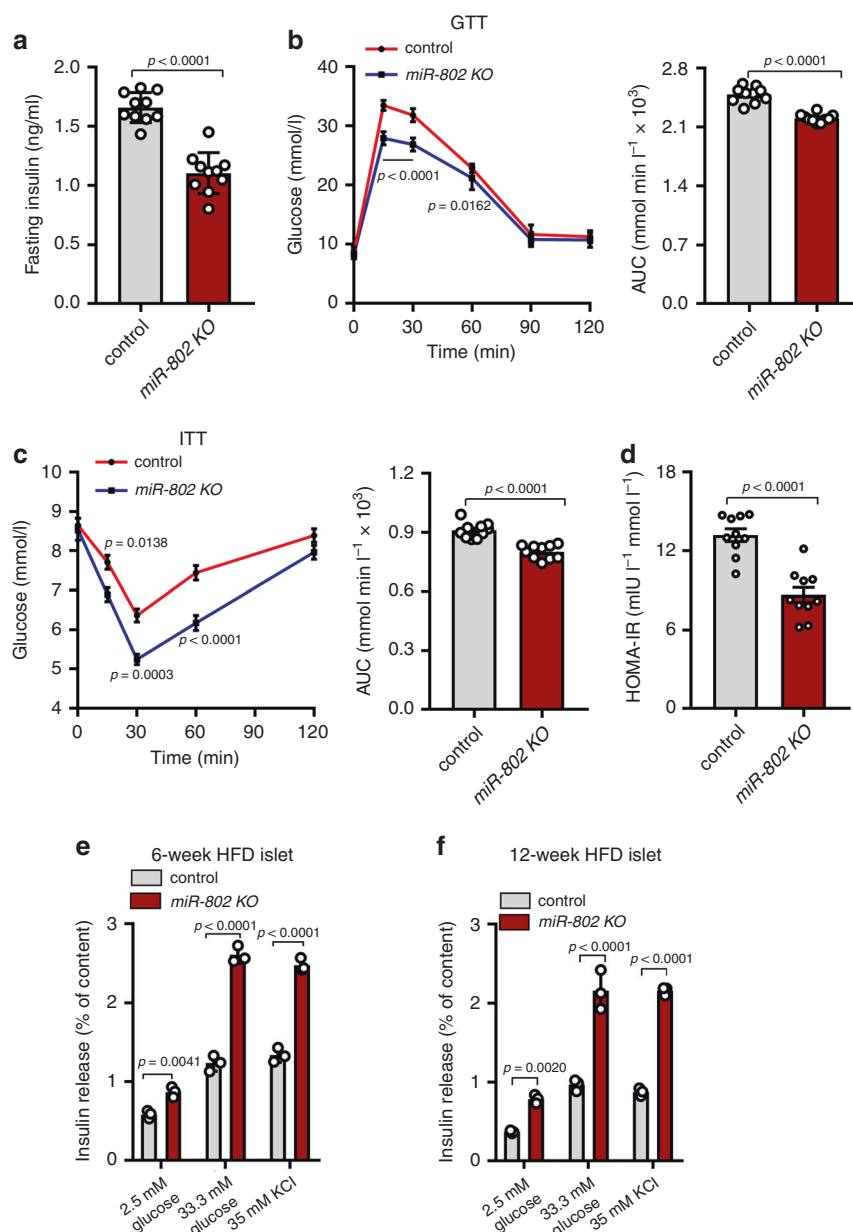 a
p < 0.0001
Fasting insulin (ng/ml)
2.0
1.5
1.0
0.5
0.0
control
miR-802 KO
b
GTT
control
miR-802 KO
Glucose (mmol/l)
40
30
20
10
0
p < 0.0001
p = 0.0162
0 30 60 90 120
Time (min)
AUC (mmol min l⁻¹ × 10³)
2.8
2.1
1.4
0.7
0.0
p < 0.0001
control
miR-802 KO
c
ITT
control
miR-802 KO
Glucose (mmol/l)
10
9
8
7
6
5
4
p = 0.0138
p < 0.0001
p = 0.0003
0 30 60 90 120
Time (min)
AUC (mmol min l⁻¹ × 10³)
1.2
0.9
0.6
0.3
0.0
p < 0.0001
control
miR-802 KO
d
HOMA-IR (mIU l⁻¹ mmol l⁻¹)
18
12
6
0
p < 0.0001
control
miR-802 KO
e
6-week HFD islet
control
miR-802 KO
Insulin release (% of content)
3
2
1
0
p = 0.0041
p < 0.0001
p < 0.0001
2.5 mM
glucose
33.3 mM
glucose
35 mM KCl
f
12-week HFD islet
control
miR-802 KO
Insulin release (% of content)
3
2
1
0
p = 0.0020
p < 0.0001
p < 0.0001
2.5 mM
glucose
33.3 mM
glucose
35 mM KCl